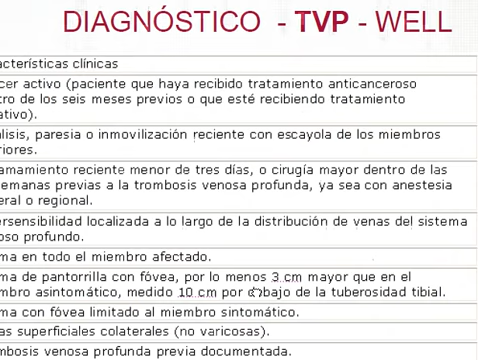 DIAGNÓSTICO - TVP - WELL
acterísticas clínicas
cer activo (paciente que haya recibido tratamiento anticanceroso
tro de los seis meses previos o que esté recibiendo tratamiento
ativo).
álisis, paresia o inmovilización reciente con escayola de los miembros
riores.
amamiento reciente menor de tres días, o cirugía mayor dentro de las
semanas previas a la trombosis venosa profunda, ya sea con anestesia
eral o regional.
ersensibilidad localizada a lo largo de la distribución de venas del sistema
oso profundo.
ma en todo el miembro afectado.
ma de pantorrilla con fóvea, por lo menos 3 cm mayor que en el
mbro asintomático, medido 10 cm por debajo de la tuberosidad tibial.
ma con fóvea limitado al miembro sintomático.
as superficiales colaterales (no varicosas).
mbosis venosa profunda previa documentada.